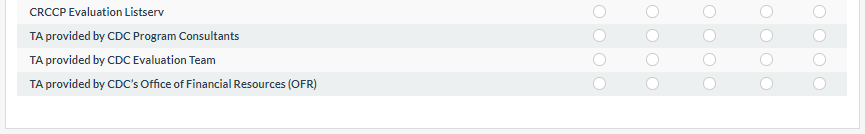 CRCCP Evaluation Listserv
TA provided by CDC Program Consultants
TA provided by CDC Evaluation Team
TA provided by CDC's Office of Financial Resources (OFR)